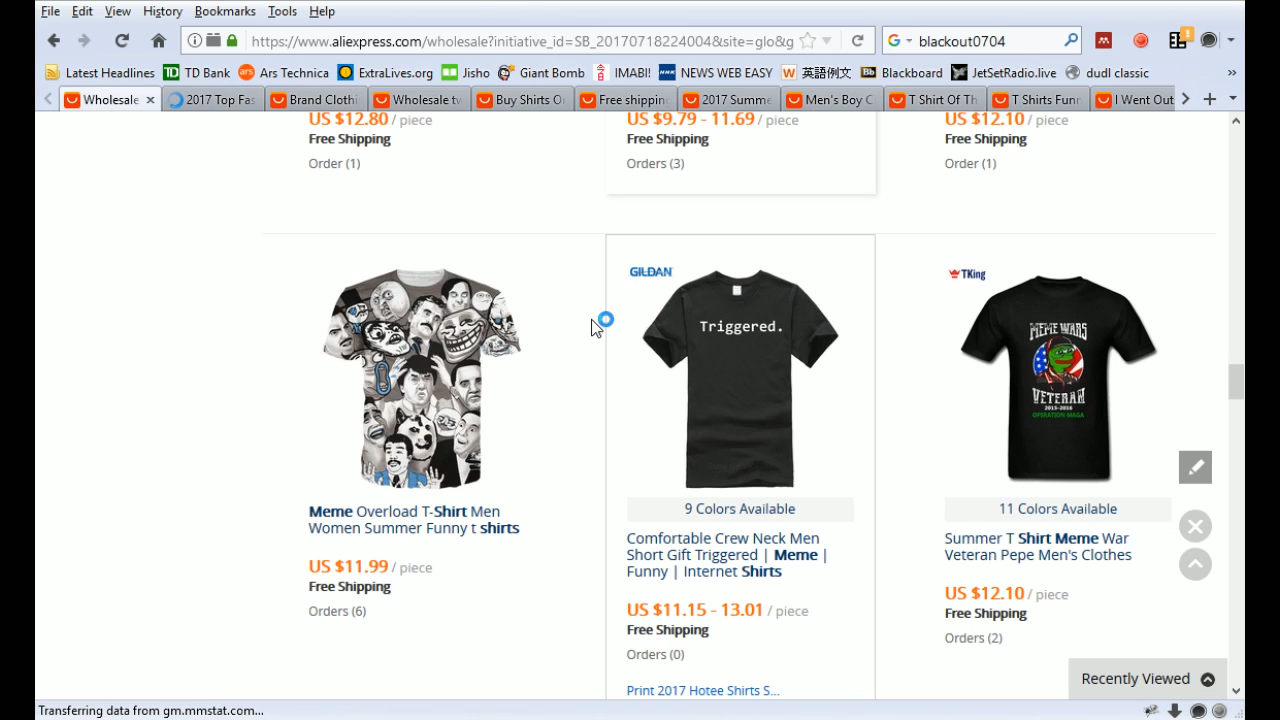 File Edit View History Bookmarks Tools Help
https://www.aliexpress.com/wholesale?initiative_id=SB_20170718224004&site=glo&g
blackout0704
1
Latest Headlines TD Bank Ars Technica ExtraLives.org Jisho Giant Bomb IMABI! NEWS WEB EASY 英語例文 Blackboard JetSetRadio.live dudl classic
Wholesale 2017 Top Fas Brand Clothi Wholesale tv Buy Shirts O Free shippin 2017 Summe Men's Boy C T Shirt Of Th T Shirts Funn I Went Out
US $12.80 / piece
Free Shipping
Order (1)
US $9.79 - 11.69 / piece
Free Shipping
Orders (3)
US $12.10 / piece
Free Shipping
Order (1)
Meme Overload T-Shirt Men
Women Summer Funny t shirts
US $11.99 / piece
Free Shipping
Orders (6)
GILDAN
Triggered.
9 Colors Available
Comfortable Crew Neck Men
Short Gift Triggered | Meme |
Funny | Internet Shirts
US $11.15 - 13.01 / piece
Free Shipping
Orders (0)
Print 2017 Hotee Shirts S...
TKing
MEME WARS
VETERAN
2015-2016
OPERATION MAGA
11 Colors Available
Summer T Shirt Meme War
Veteran Pepe Men's Clothes
US $12.10 / piece
Free Shipping
Orders (2)
Recently Viewed
Transferring data from gm.mmstat.com...